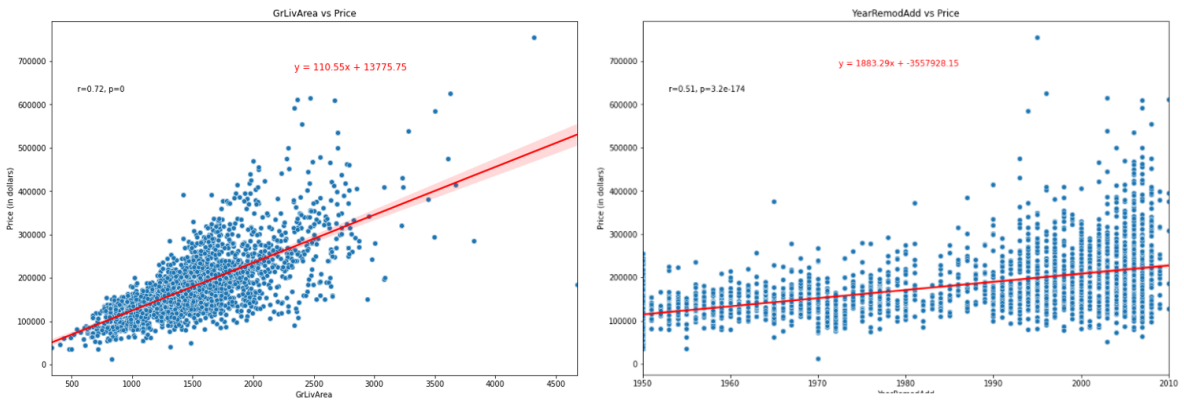 GrLivArea vs Price
y = 110.55x + 13775.75
r=0.72, p=0
Price (in dollars)
700000
600000
500000
400000
300000
200000
100000
0
500 1000 1500 2000 2500 3000 3500 4000 4500
GrLivArea
YearRemodAdd vs Price
y = 1883.29x + -3557928.15
r=0.51, p=3.2e-174
Price (in dollars)
700000
600000
500000
400000
300000
200000
100000
0
1950 1960 1970 1980 1990 2000 2010
YearRemodAdd